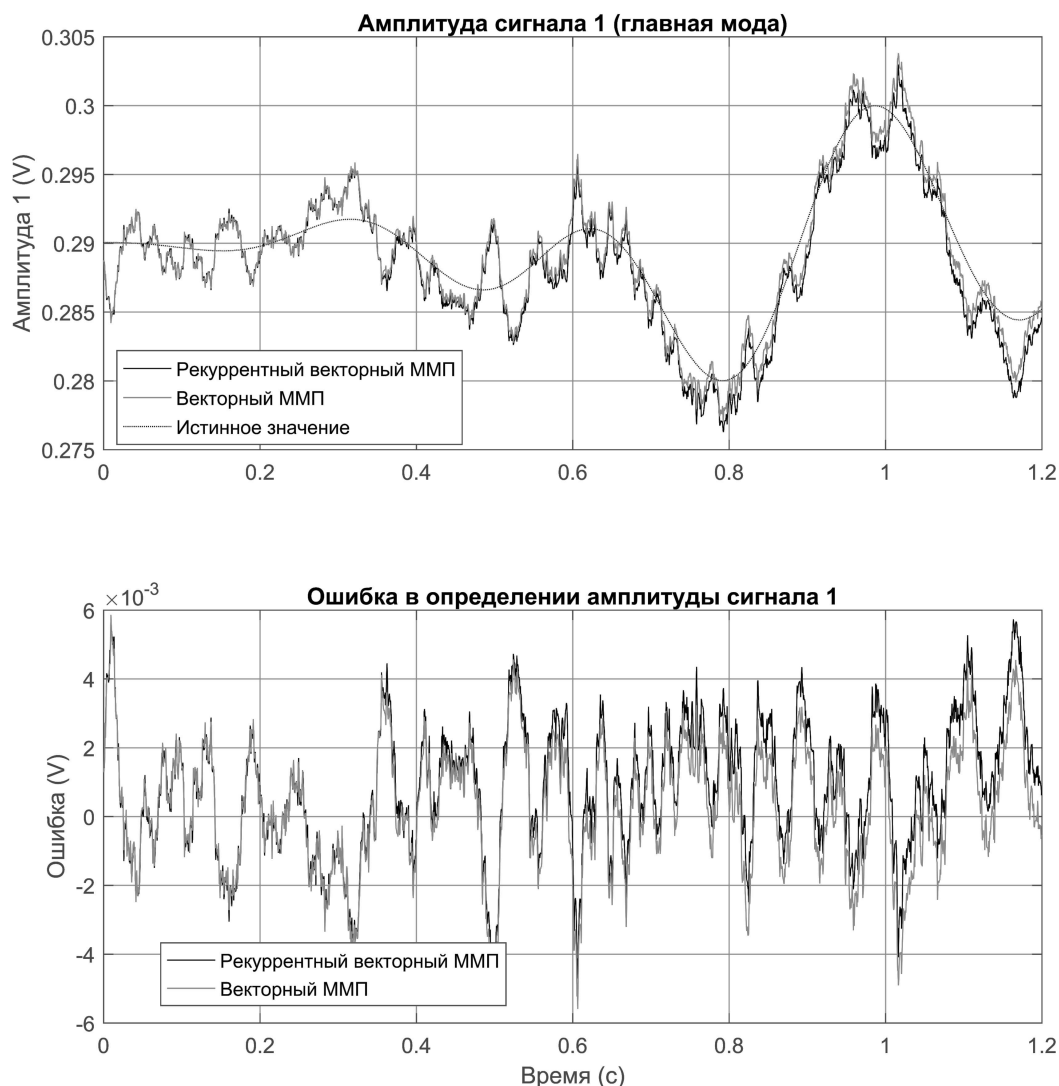 Амплитуда сигнала 1 (главная мода)
Амплитуда 1 (V)
0.305
0.3
0.295
0.29
0.285
0.28
0.275
Рекуррентный векторный ММП
Векторный ММП
Истинное значение
0 0.2 0.4 0.6 0.8 1 1.2
×10-3
Ошибка в определении амплитуды сигнала 1
Ошибка (V)
6
4
2
0
-2
-4
-6
Рекуррентный векторный ММП
Векторный ММП
0 0.2 0.4 0.6 0.8 1 1.2
Время (с)